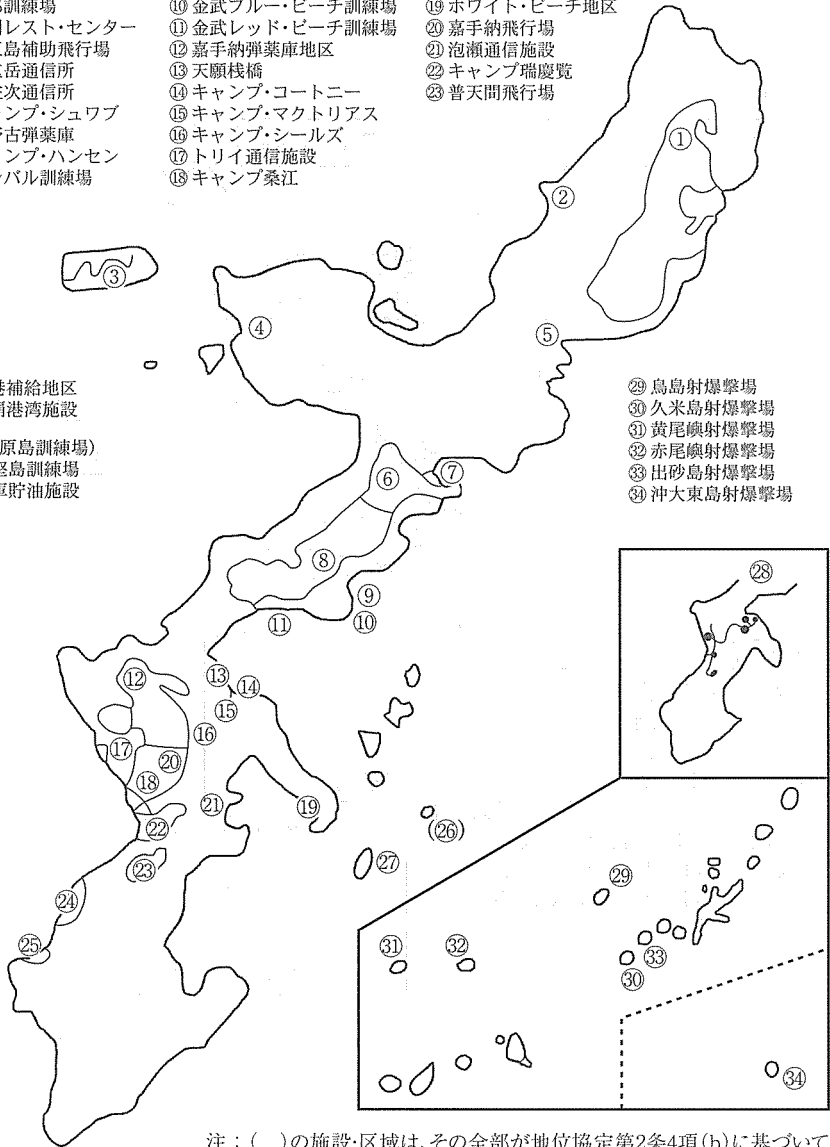 訓練場
レスト・センター
島補助飛行場
岳通信所
次通信所
ンプ・シュワブ
古弾薬庫
ンプ・ハンセン
バル訓練場
⑩ 金武ブルー・ビーチ訓練場
⑪ 金武レッド・ビーチ訓練場
⑫ 嘉手納弾薬庫地区
⑬ 天願桟橋
⑭ キャンプ・コートニー
⑮ キャンプ・マクトリアス
⑯ キャンプ・シールズ
⑰ トリイ通信施設
⑱ キャンプ桑江
⑲ ホワイト・ビーチ地区
⑳ 嘉手納飛行場
㉑ 泡瀬通信施設
㉒ キャンプ瑞慶覧
㉓ 普天間飛行場
①
②
③
④
⑤
補給地区
港湾施設
原島訓練場)
島訓練場
貯油施設
㉙ 鳥島射爆撃場
㉚ 久米島射爆撃場
㉛ 黄尾嶼射爆撃場
㉜ 赤尾嶼射爆撃場
㉝ 出砂島射爆撃場
㉞ 沖大東島射爆撃場
⑥
⑦
⑧
⑨
⑩
⑪
㉘
⑫
⑬
⑭
⑮
⑯
⑰
⑳
⑱
⑲
㉑
㉒
(㉖)
㉓
㉗
㉙
㉔
㉕
㉛
㉜
㉝
㉚
㉞
注：( )の施設・区域は、その全部が地位協定第2条4項(b)に基づいて